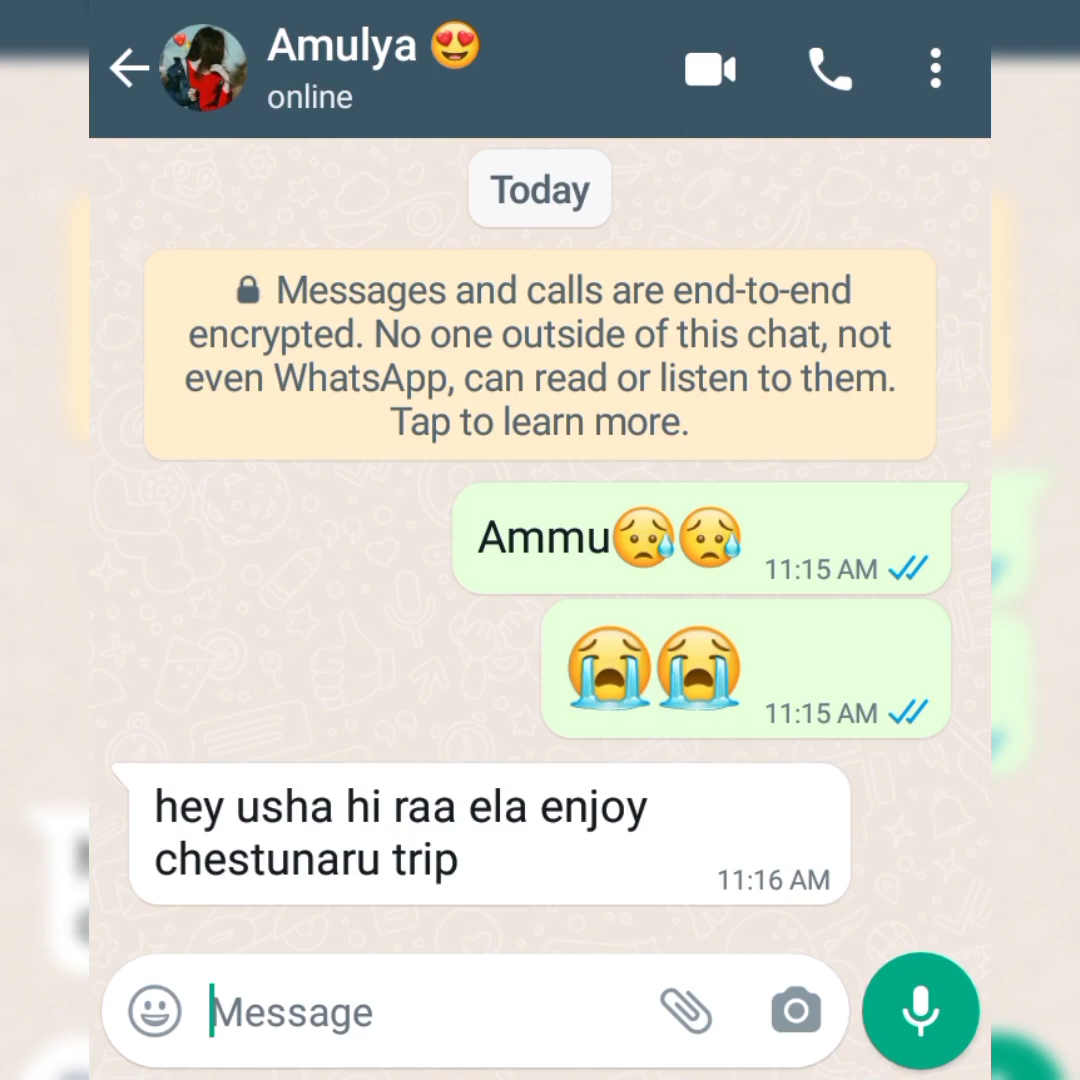 Amulya 😍
online
Today
🔒 Messages and calls are end-to-end
encrypted. No one outside of this chat, not
even WhatsApp, can read or listen to them.
Tap to learn more.
Ammu😥😥
11:15 AM
😭😭
11:15 AM
hey usha hi raa ela enjoy
chestunaru trip
11:16 AM
Message